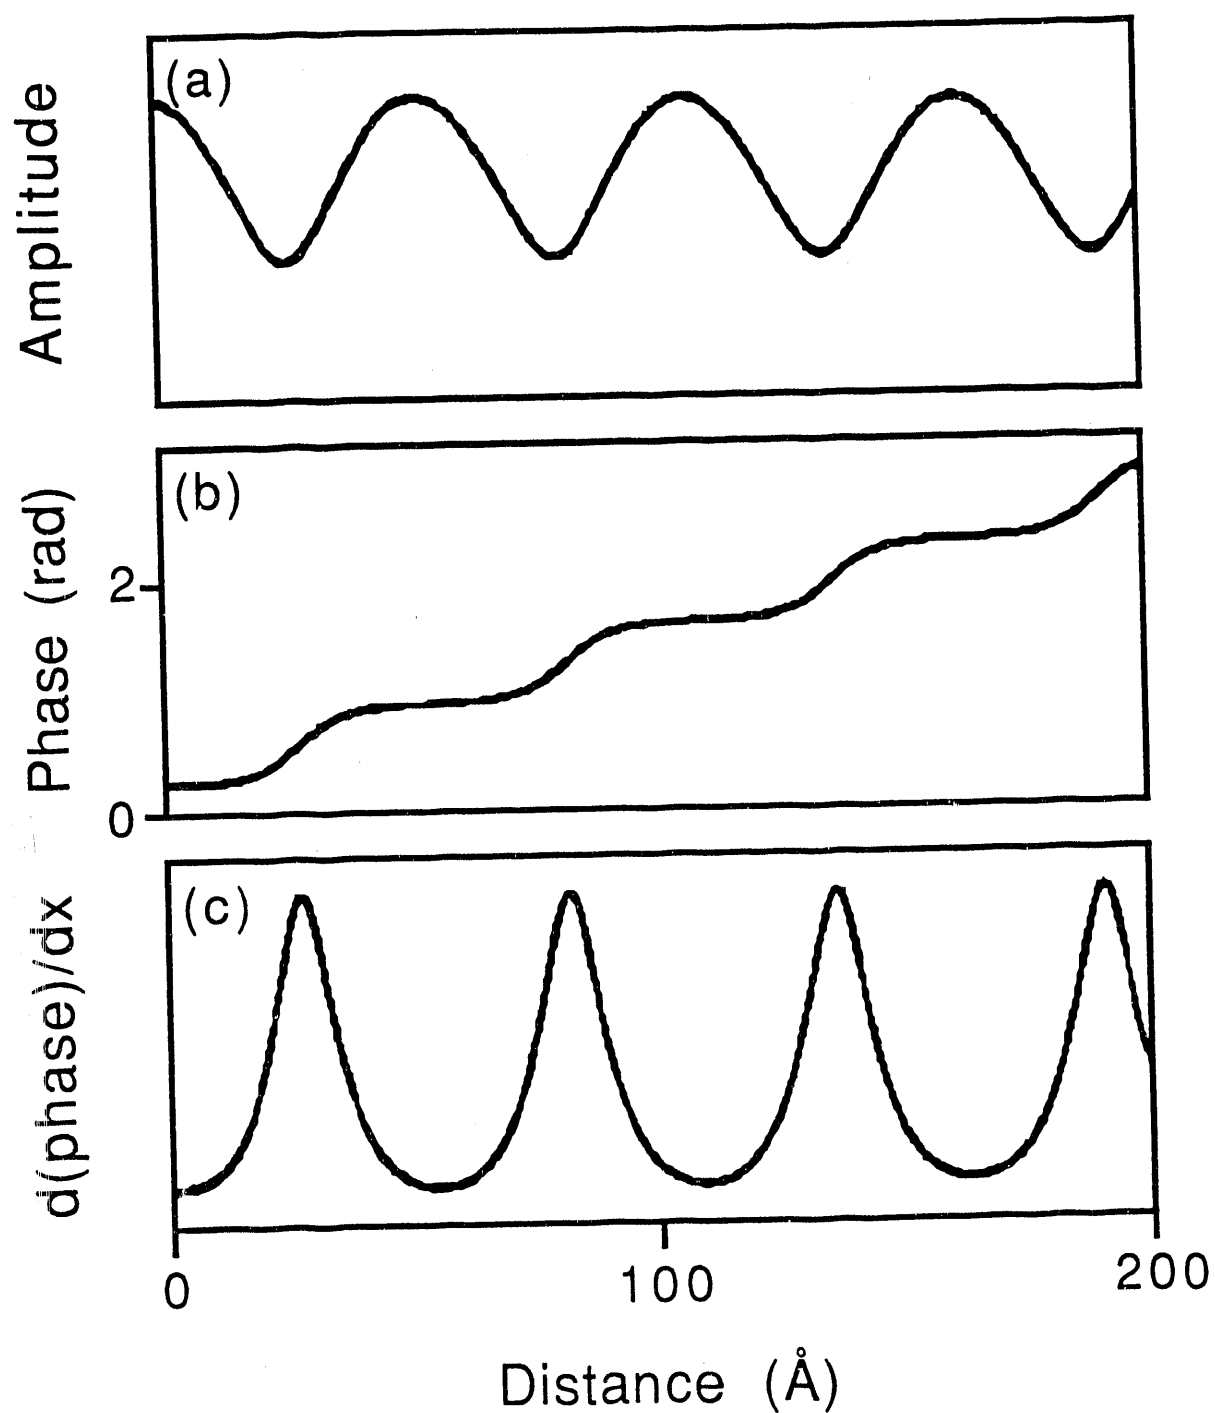 (a)
Amplitude
(b)
Phase (rad)
2
0
(c)
d(phase)/dx
0
100
200
Distance (Å)